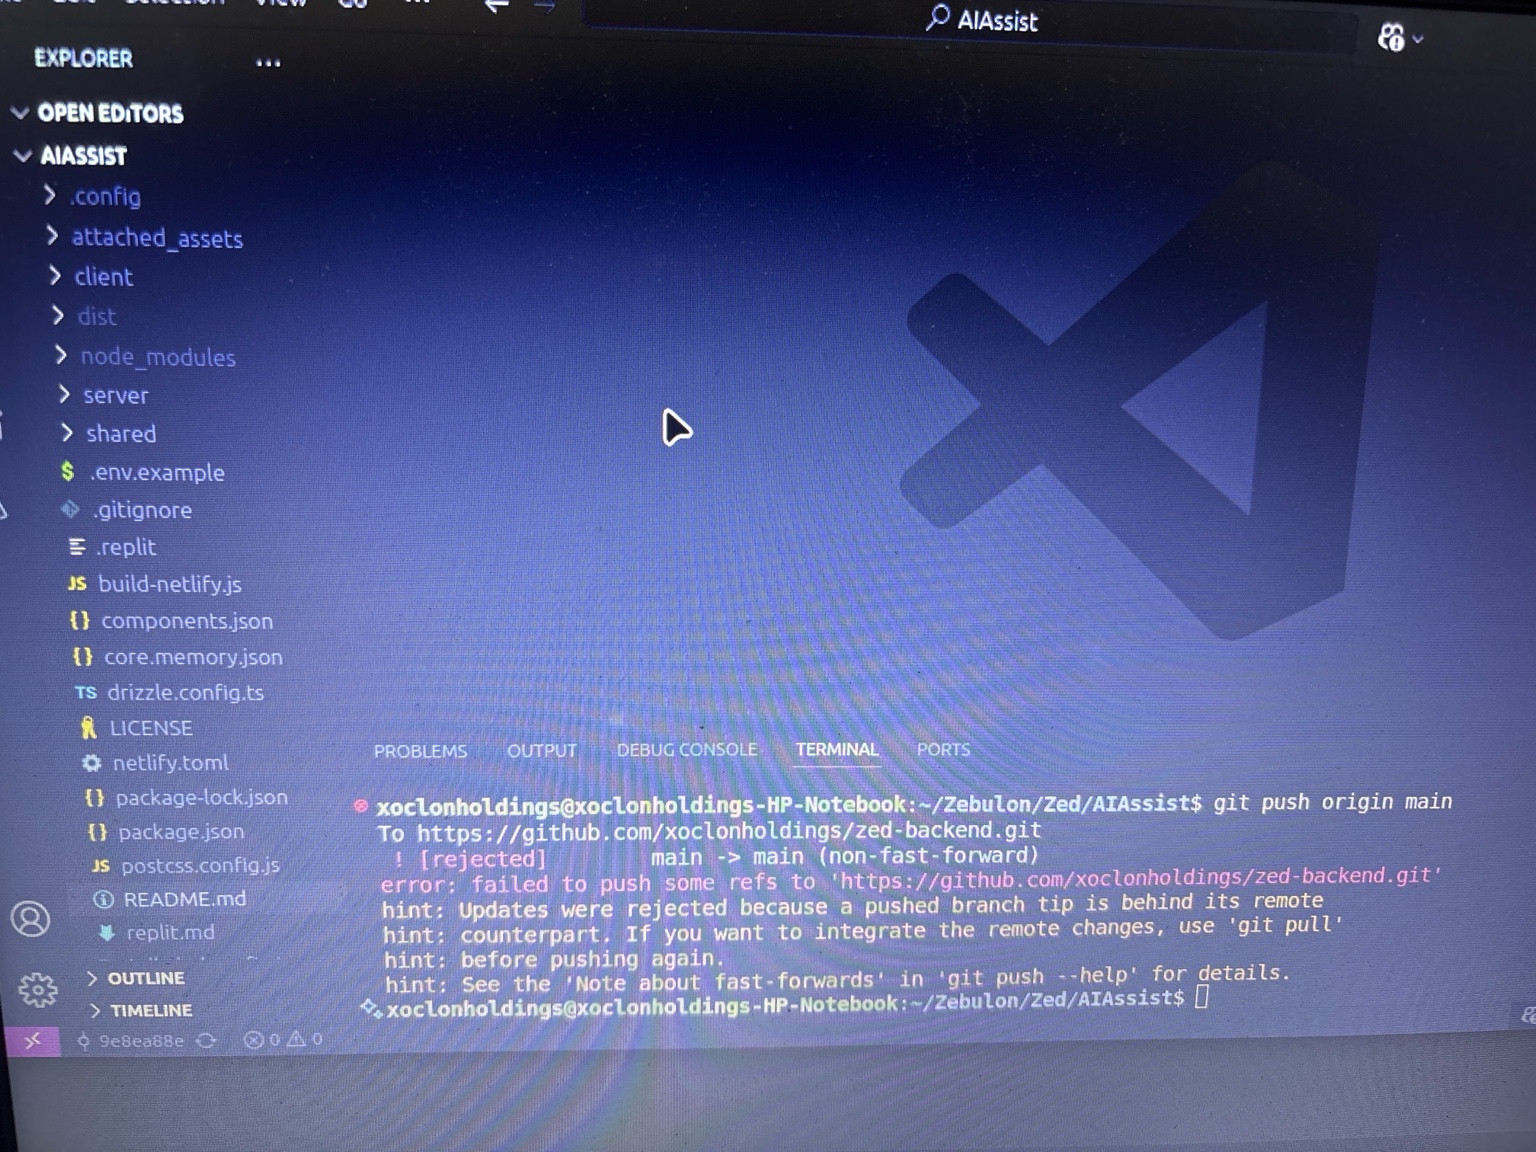 Selection View Go ...
AIAssist
EXPLORER ...
OPEN EDITORS
AIASSIST
.config
attached_assets
client
dist
node_modules
server
shared
$ .env.example
.gitignore
.replit
JS build-netlify.js
{} components.json
{} core.memory.json
TS drizzle.config.ts
LICENSE
netlify.toml
{} package-lock.json
{} package.json
JS postcss.config.js
README.md
replit.md
OUTLINE
TIMELINE
9e8ea88e 0 0
PROBLEMS OUTPUT DEBUG CONSOLE TERMINAL PORTS
xoclonholdings@xoclonholdings-HP-Notebook:~/Zebulon/Zed/AIAssist$ git push origin main
To https://github.com/xoclonholdings/zed-backend.git
! [rejected] main -> main (non-fast-forward)
error: failed to push some refs to 'https://github.com/xoclonholdings/zed-backend.git'
hint: Updates were rejected because a pushed branch tip is behind its remote
hint: counterpart. If you want to integrate the remote changes, use 'git pull'
hint: before pushing again.
hint: See the 'Note about fast-forwards' in 'git push --help' for details.
xoclonholdings@xoclonholdings-HP-Notebook:~/Zebulon/Zed/AIAssist$